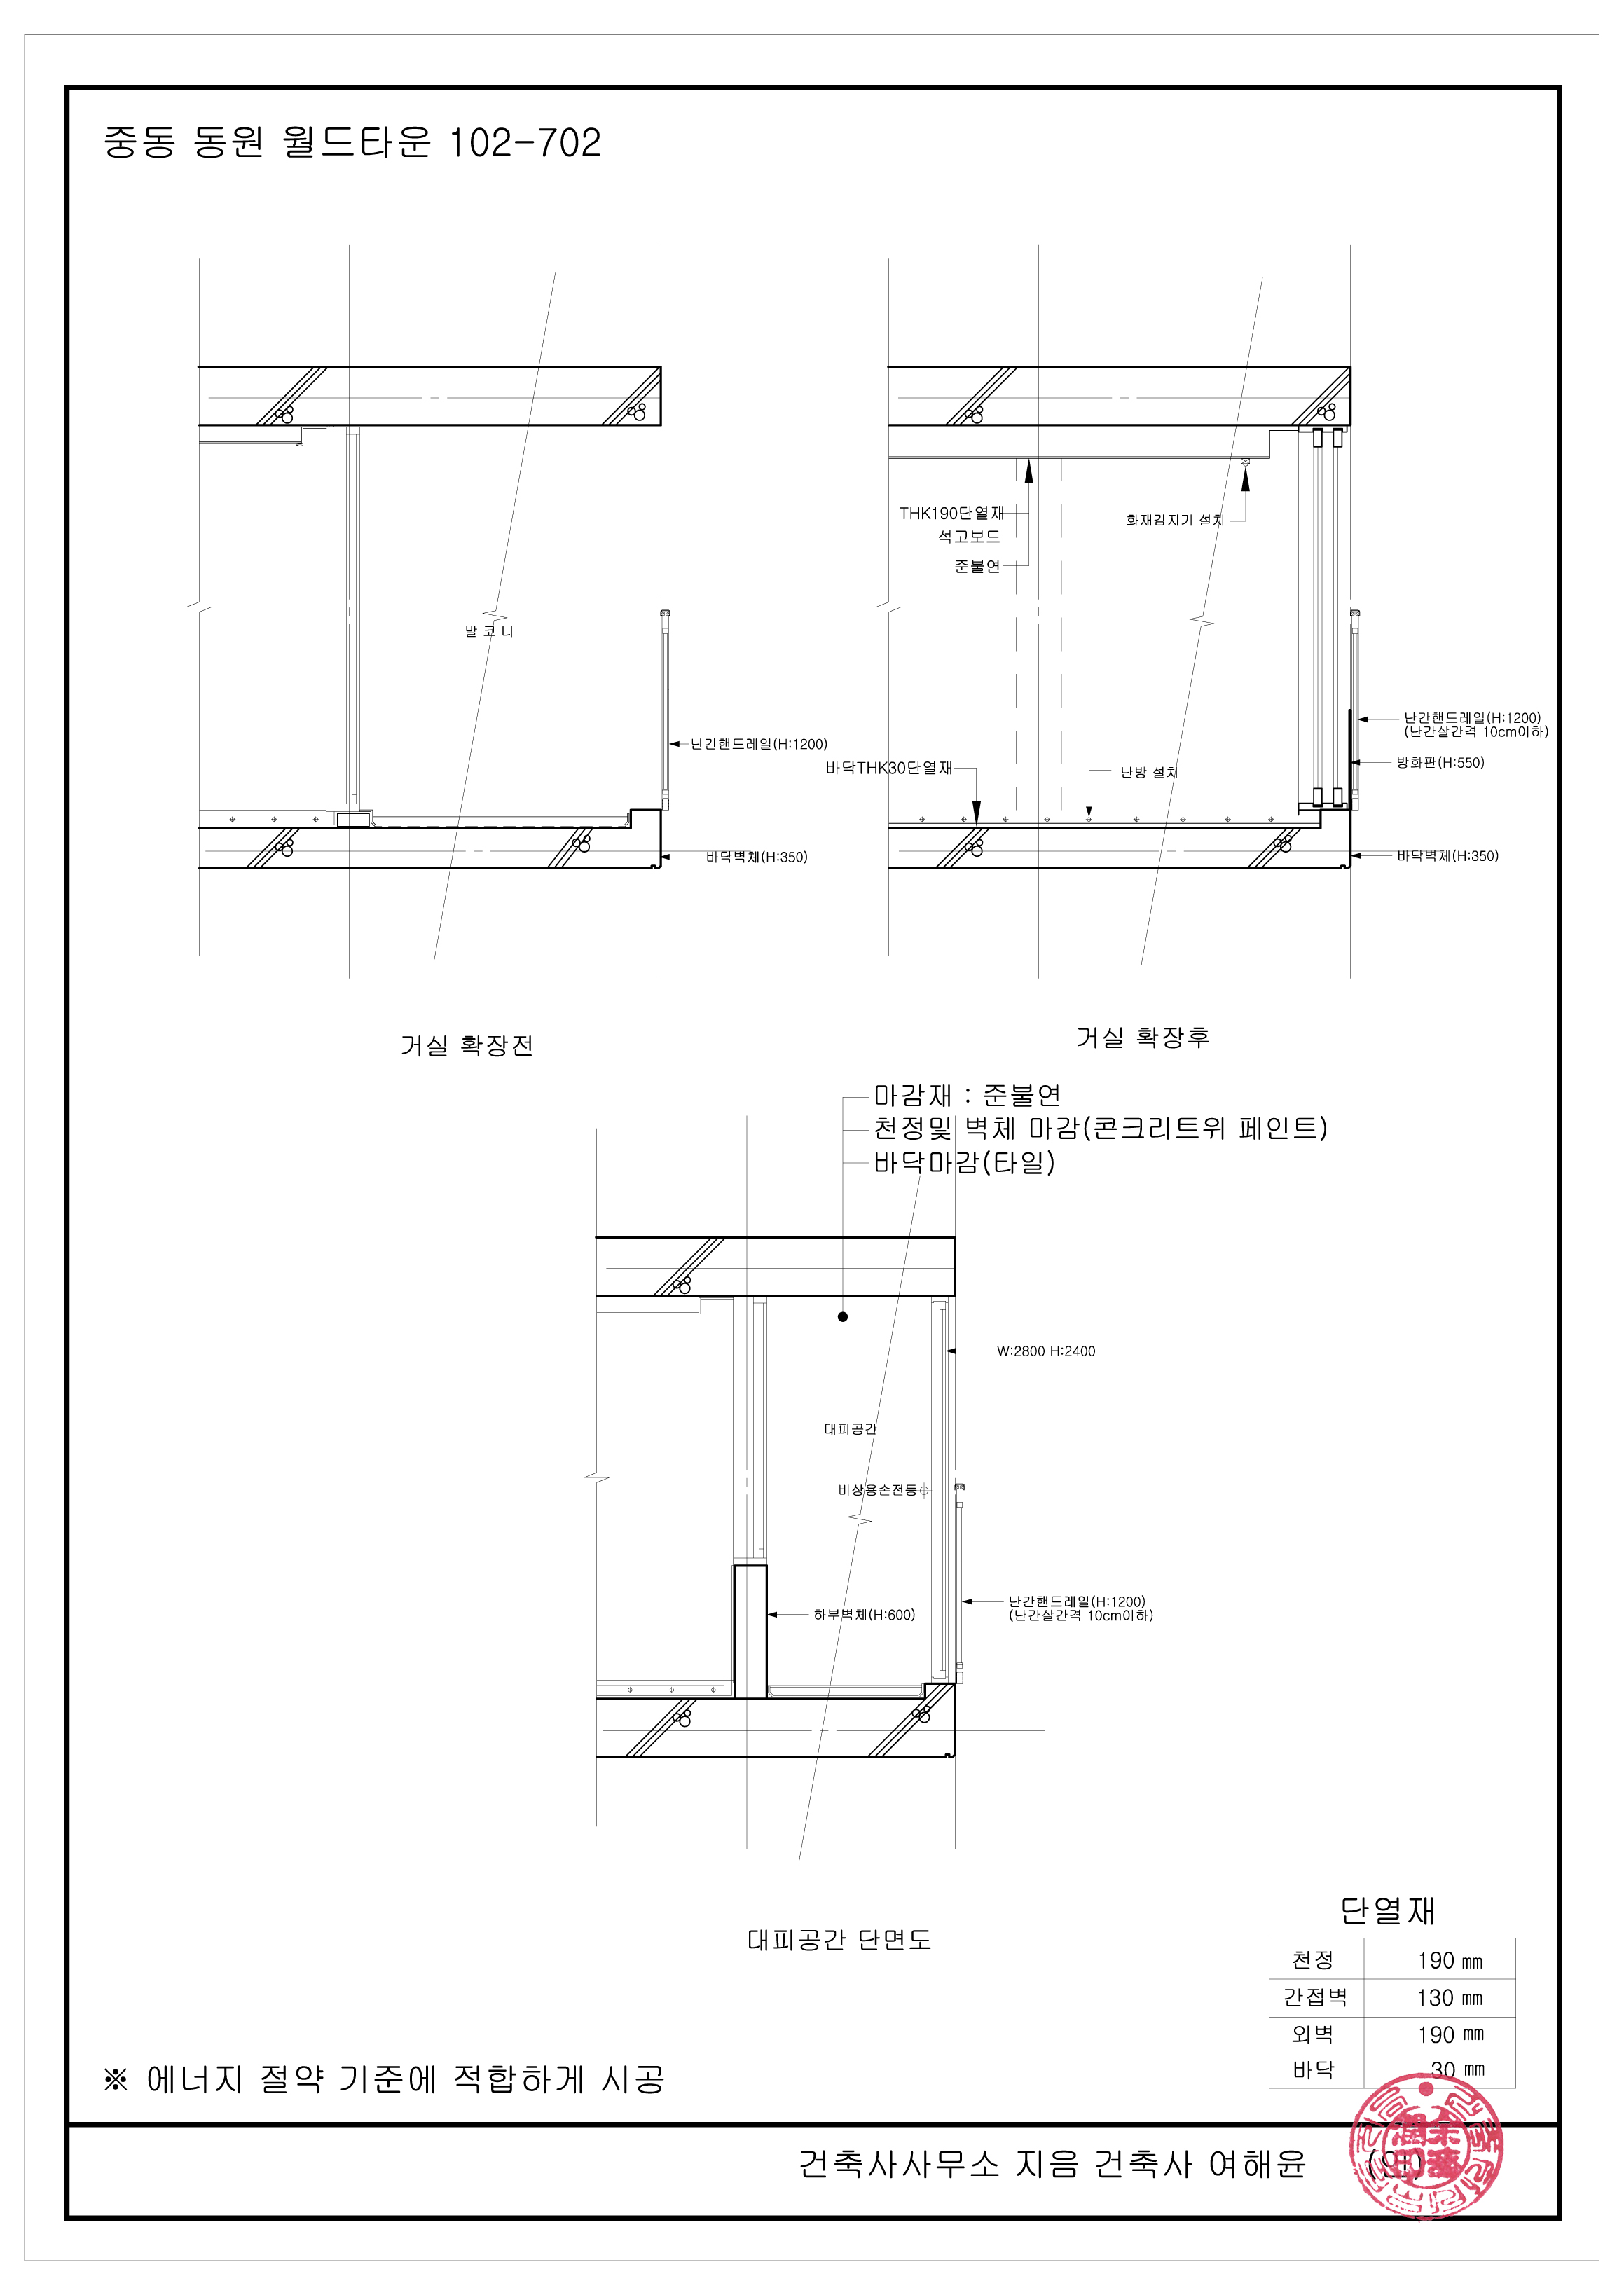 중동 동원 월드타운 102-702
THK190단열재
석고보드
준불연
화재감지기 설치
발 코 니
난간핸드레일(H:1200)
바닥THK30단열재
난방 설치
난간핸드레일(H:1200)
(난간살간격 10cm이하)
방화판(H:550)
바닥벽체(H:350)
바닥벽체(H:350)
거실 확장전
거실 확장후
마감재 : 준불연
천정및 벽체 마감(콘크리트위 페인트)
바닥마감(타일)
W:2800 H:2400
대피공간
비상용손전등
난간핸드레일(H:1200)
(난간살간격 10cm이하)
하부벽체(H:600)
대피공간 단면도
단열재
천정 190 mm
간접벽 130 mm
외벽 190 mm
바닥 30 mm
※ 에너지 절약 기준에 적합하게 시공
건축사사무소 지음 건축사 여해윤